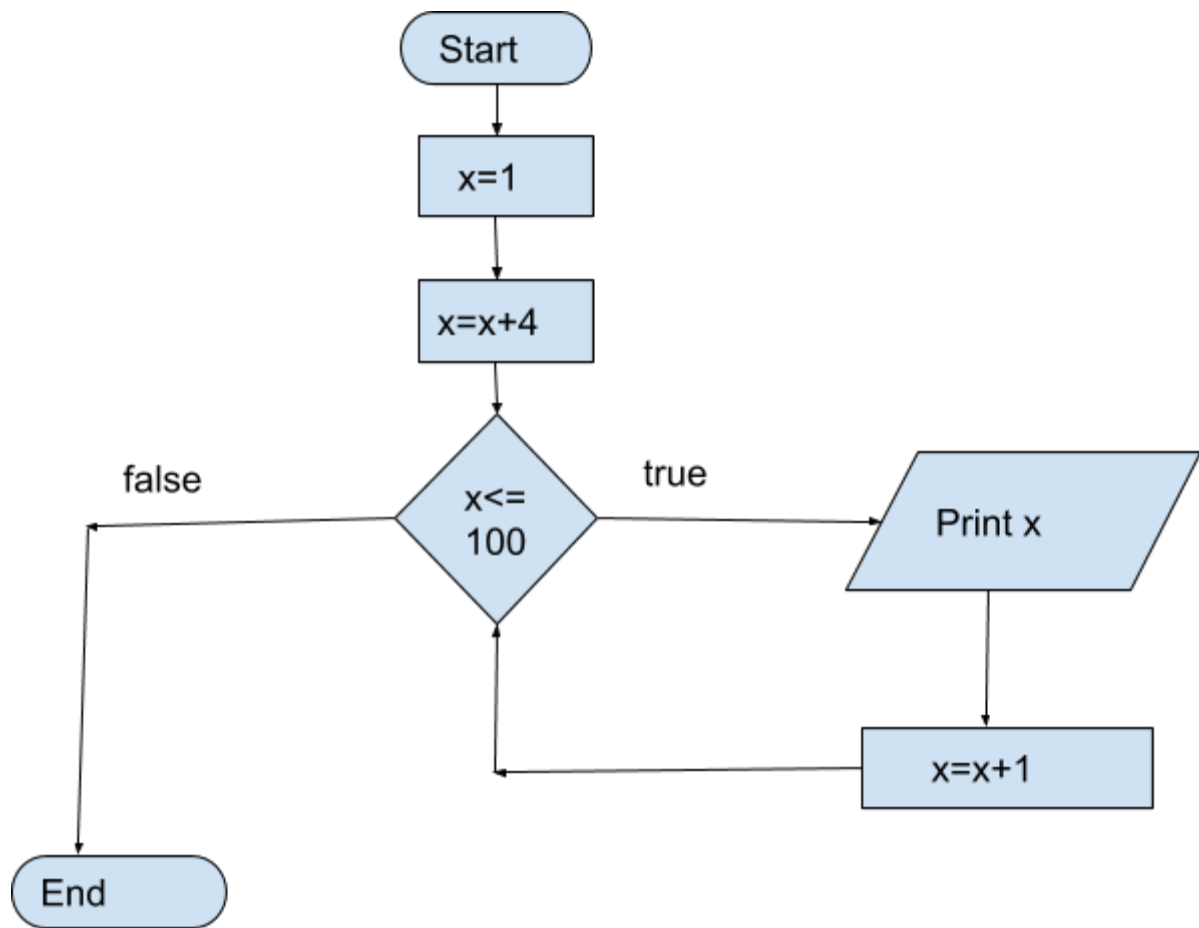 Start
x=1
x=x+4
false
true
x<=
100
Print x
x=x+1
End